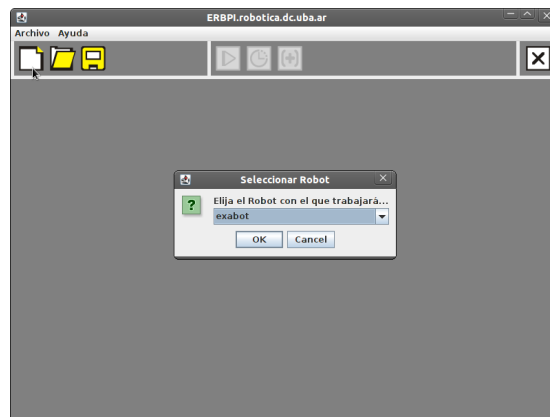 ERBPI.robotica.dc.uba.ar
Archivo Ayuda
Seleccionar Robot
Elija el Robot con el que trabajará...
exabot
OK Cancel